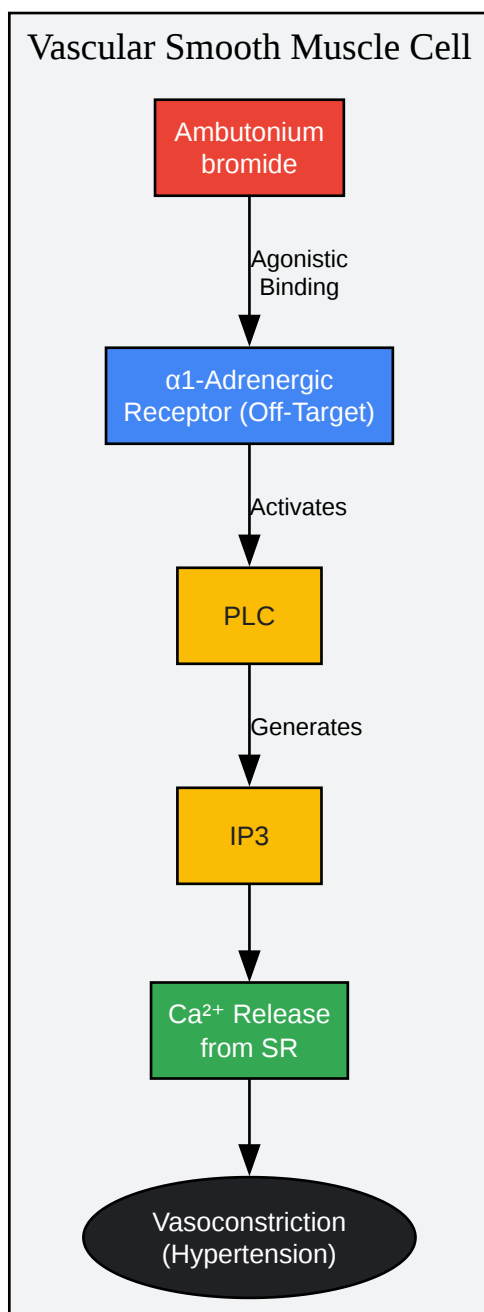 Vascular Smooth Muscle Cell
Ambutonium
bromide
Agonistic
Binding
α1-Adrenergic
Receptor (Off-Target)
Activates
PLC
Generates
IP3
Ca²⁺ Release
from SR
Vasoconstriction
(Hypertension)